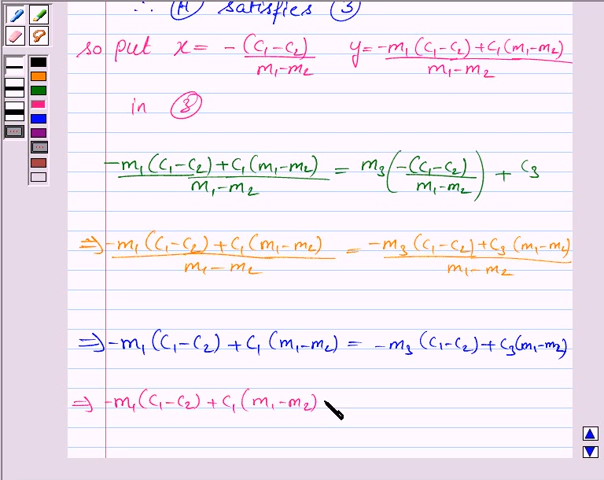 ∴ (A) satisfies (3)
so put x = -(C₁-C₂)/(m₁-m₂) y = (-m₁(C₁-C₂)+C₁(m₁-m₂))/(m₁-m₂)
in (3)
(-m₁(C₁-C₂)+C₁(m₁-m₂))/(m₁-m₂) = m₃(-(C₁-C₂)/(m₁-m₂)) + C₃
⇒ (-m₁(C₁-C₂)+C₁(m₁-m₂))/(m₁-m₂) = (-m₃(C₁-C₂)+C₃(m₁-m₂))/(m₁-m₂)
⇒ -m₁(C₁-C₂)+C₁(m₁-m₂) = -m₃(C₁-C₂)+C₃(m₁-m₂)
⇒ -m₁(C₁-C₂)+C₁(m₁-m₂)